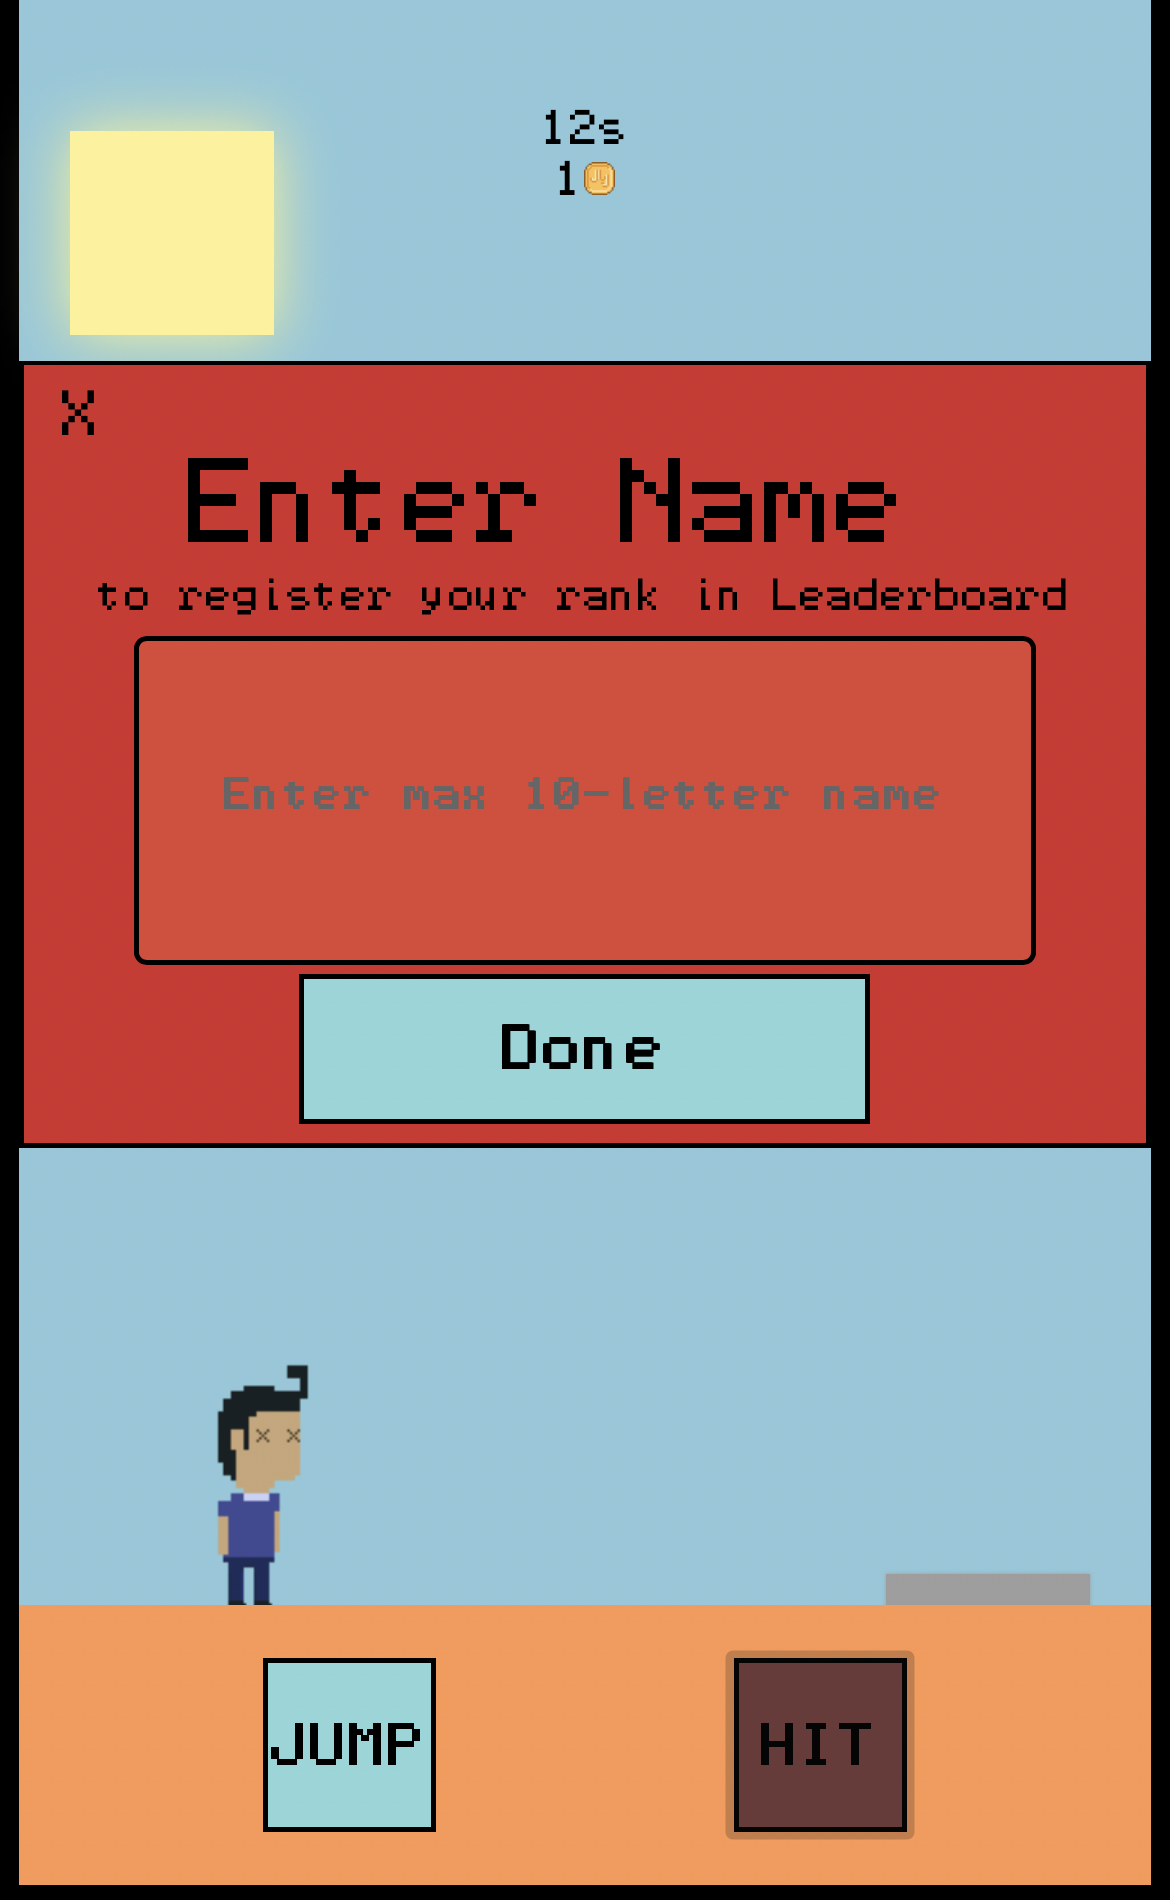 12s
1
X
Enter Name
to register your rank in Leaderboard
Enter max 10-letter name
Done
JUMP
HIT